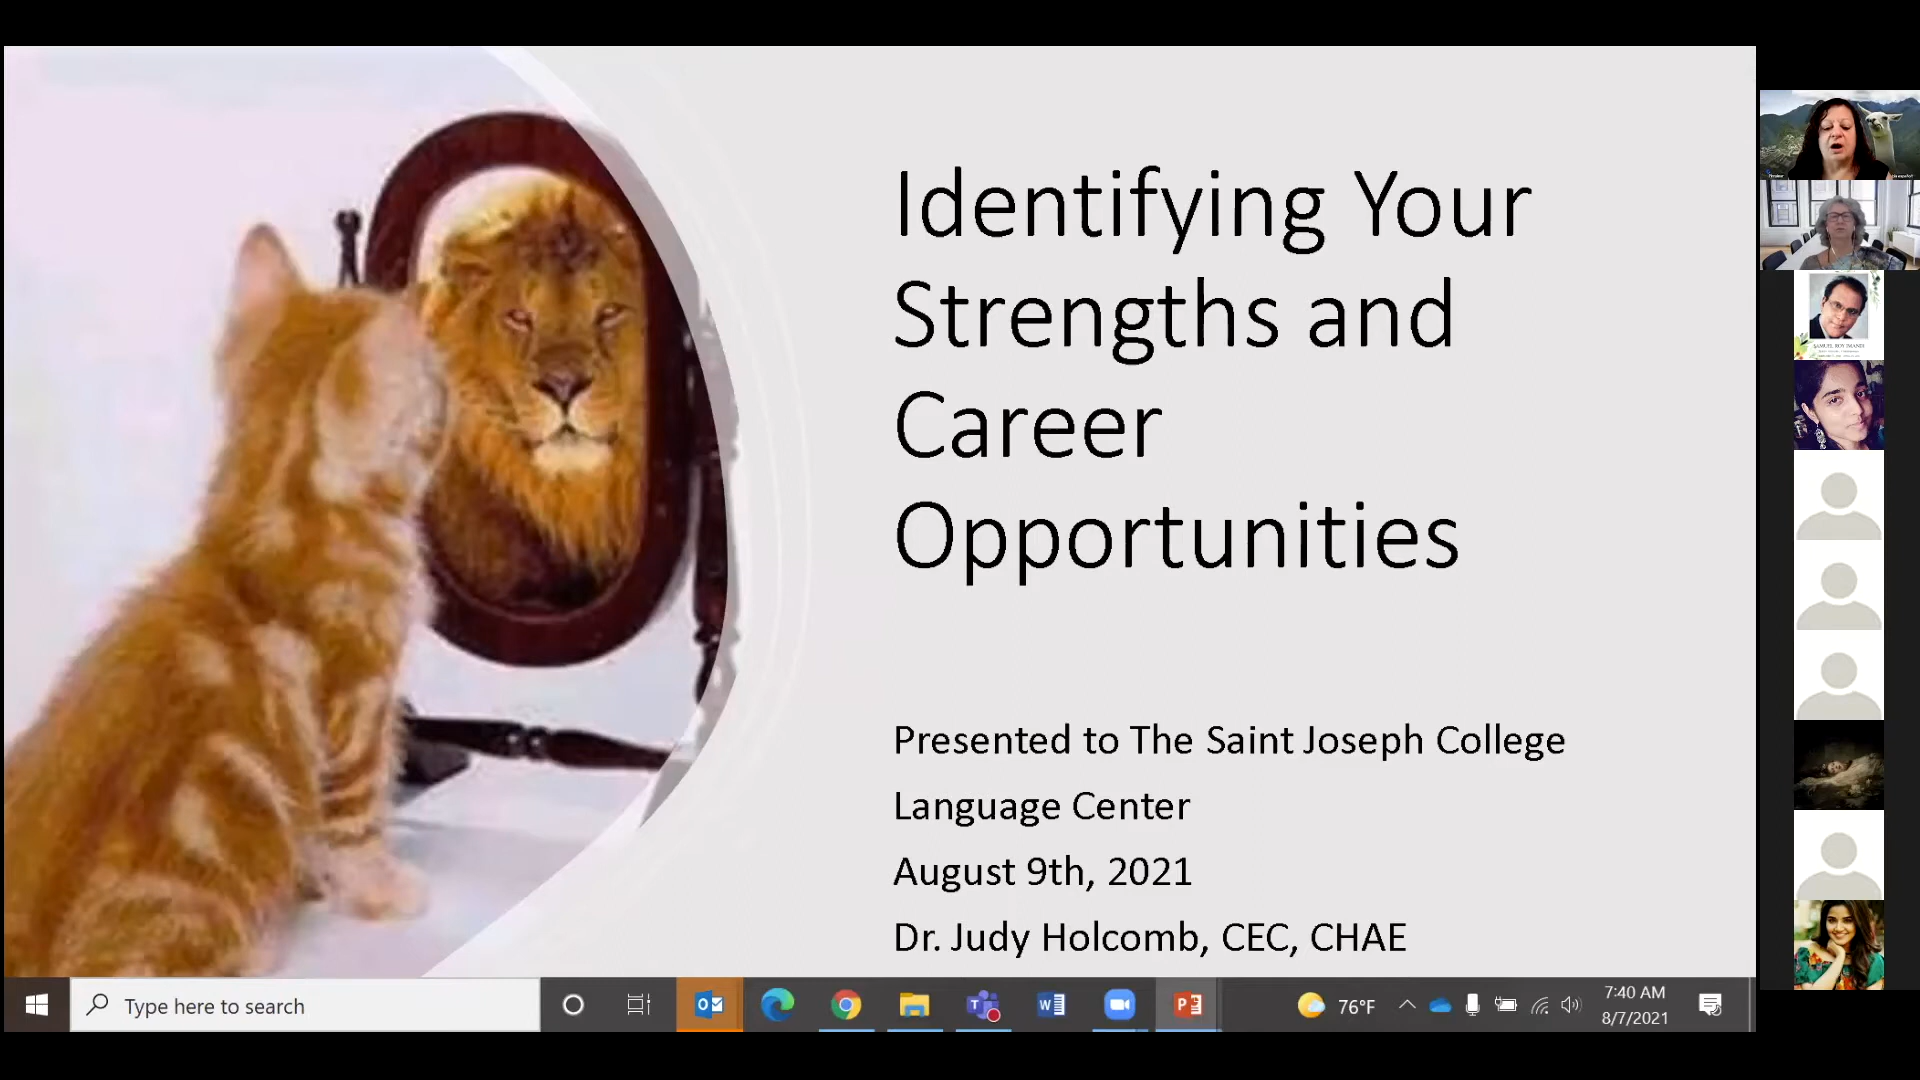 Identifying Your
Strengths and
Career
Opportunities
Presented to The Saint Joseph College
Language Center
August 9th, 2021
Dr. Judy Holcomb, CEC, CHAE
Type here to search
76°F
7:40 AM
8/7/2021